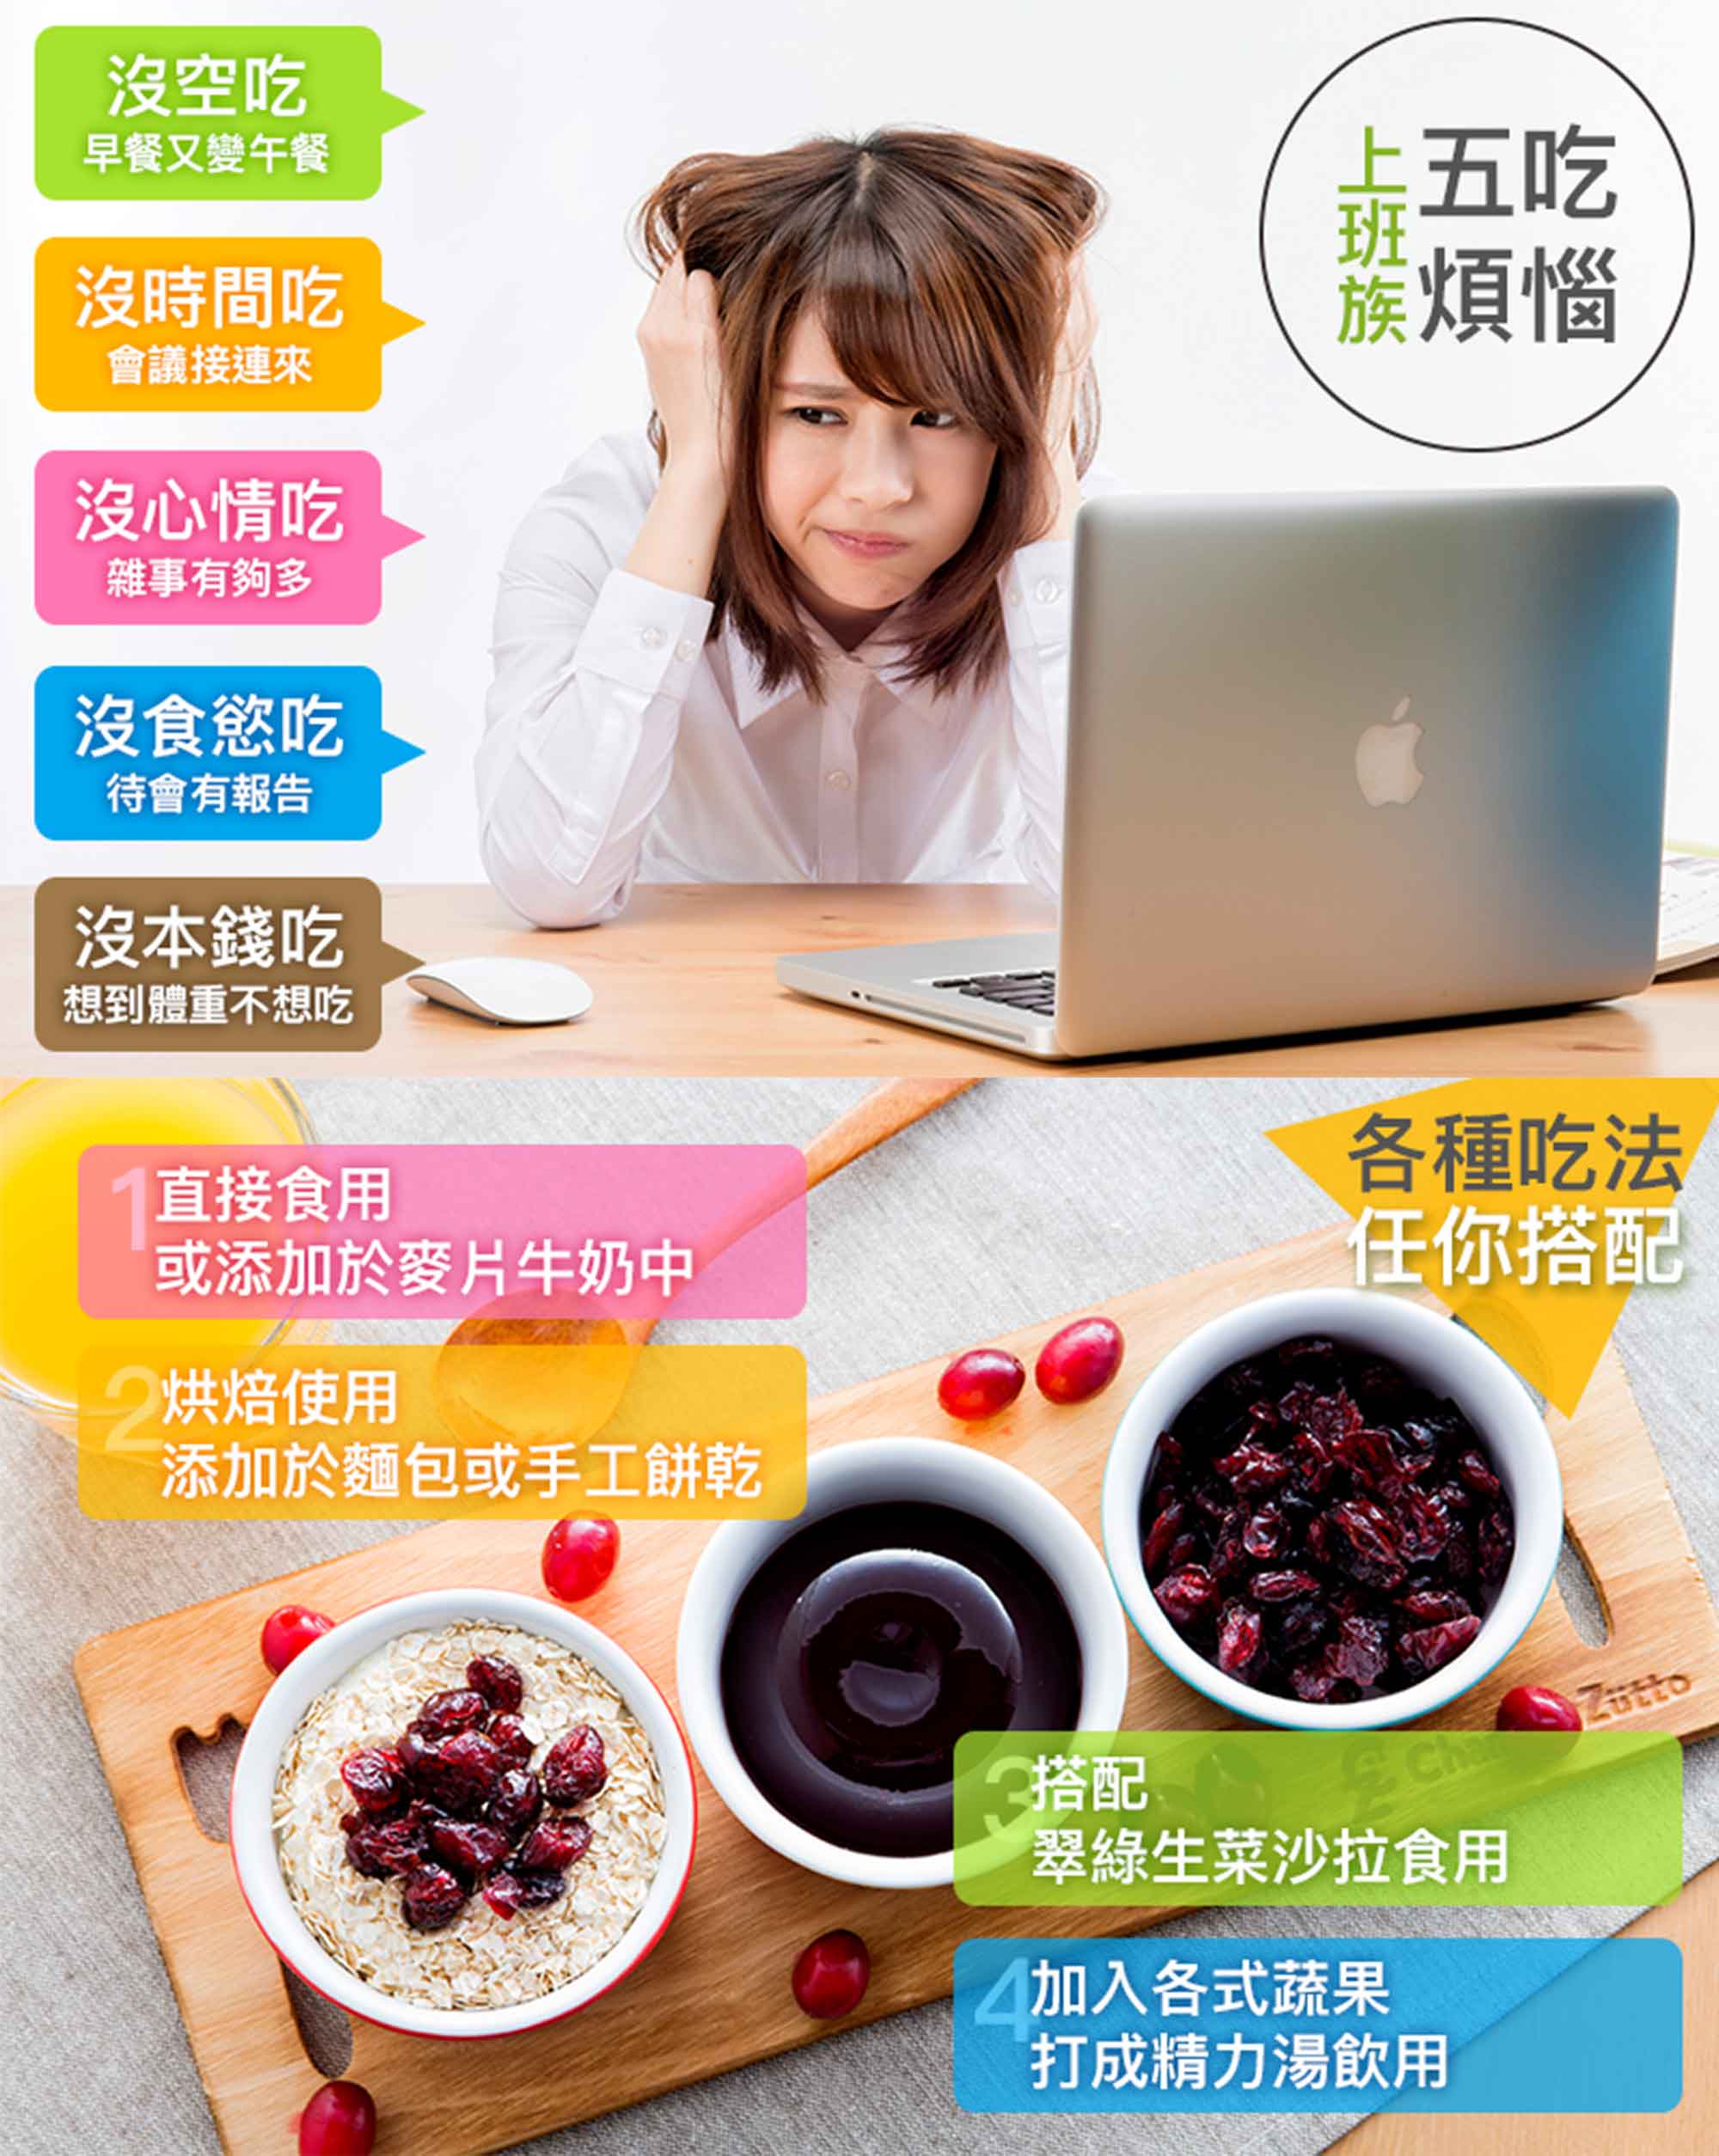 沒空吃
早餐又變午餐
沒時間吃
會議接連來
沒心情吃
雜事有夠多
沒食慾吃
待會有報告
沒本錢吃
想到體重不想吃
上班族
五吃
煩惱
各種吃法
任你搭配
1
直接食用
或添加於麥片牛奶中
2
烘焙使用
添加於麵包或手工餅乾
Zutto
3
搭配
翠綠生菜沙拉食用
4
加入各式蔬果
打成精力湯飲用